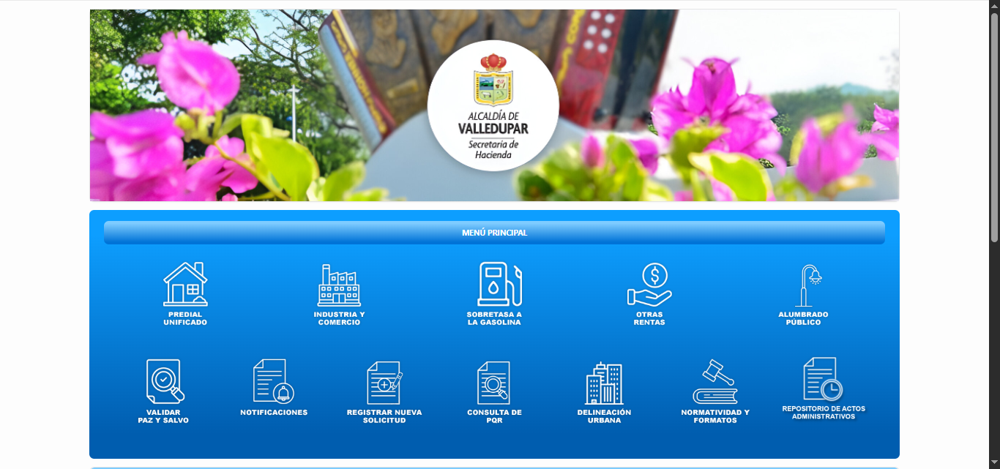 ALCALDÍA DE
VALLEDUPAR
Secretaría de
Hacienda
MENÚ PRINCIPAL
PREDIAL
UNIFICADO
INDUSTRIA Y
COMERCIO
SOBRETASA A
LA GASOLINA
OTRAS
RENTAS
ALUMBRADO
PÚBLICO
VALIDAR
PAZ Y SALVO
NOTIFICACIONES
REGISTRAR NUEVA
SOLICITUD
CONSULTA DE
PQR
DELINEACIÓN
URBANA
NORMATIVIDAD Y
FORMATOS
REPOSITORIO DE ACTOS
ADMINISTRATIVOS